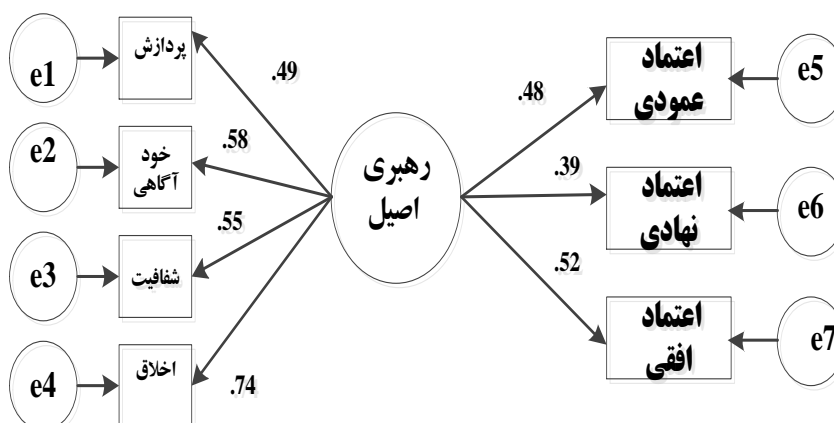 e1
پردازش
.49
e2
خود
آگاهی
.58
e3
شفافیت
.55
e4
اخلاق
.74
رهبری
اصیل
.48
اعتماد
عمودی
e5
.39
اعتماد
نهادی
e6
.52
اعتماد
افقی
e7